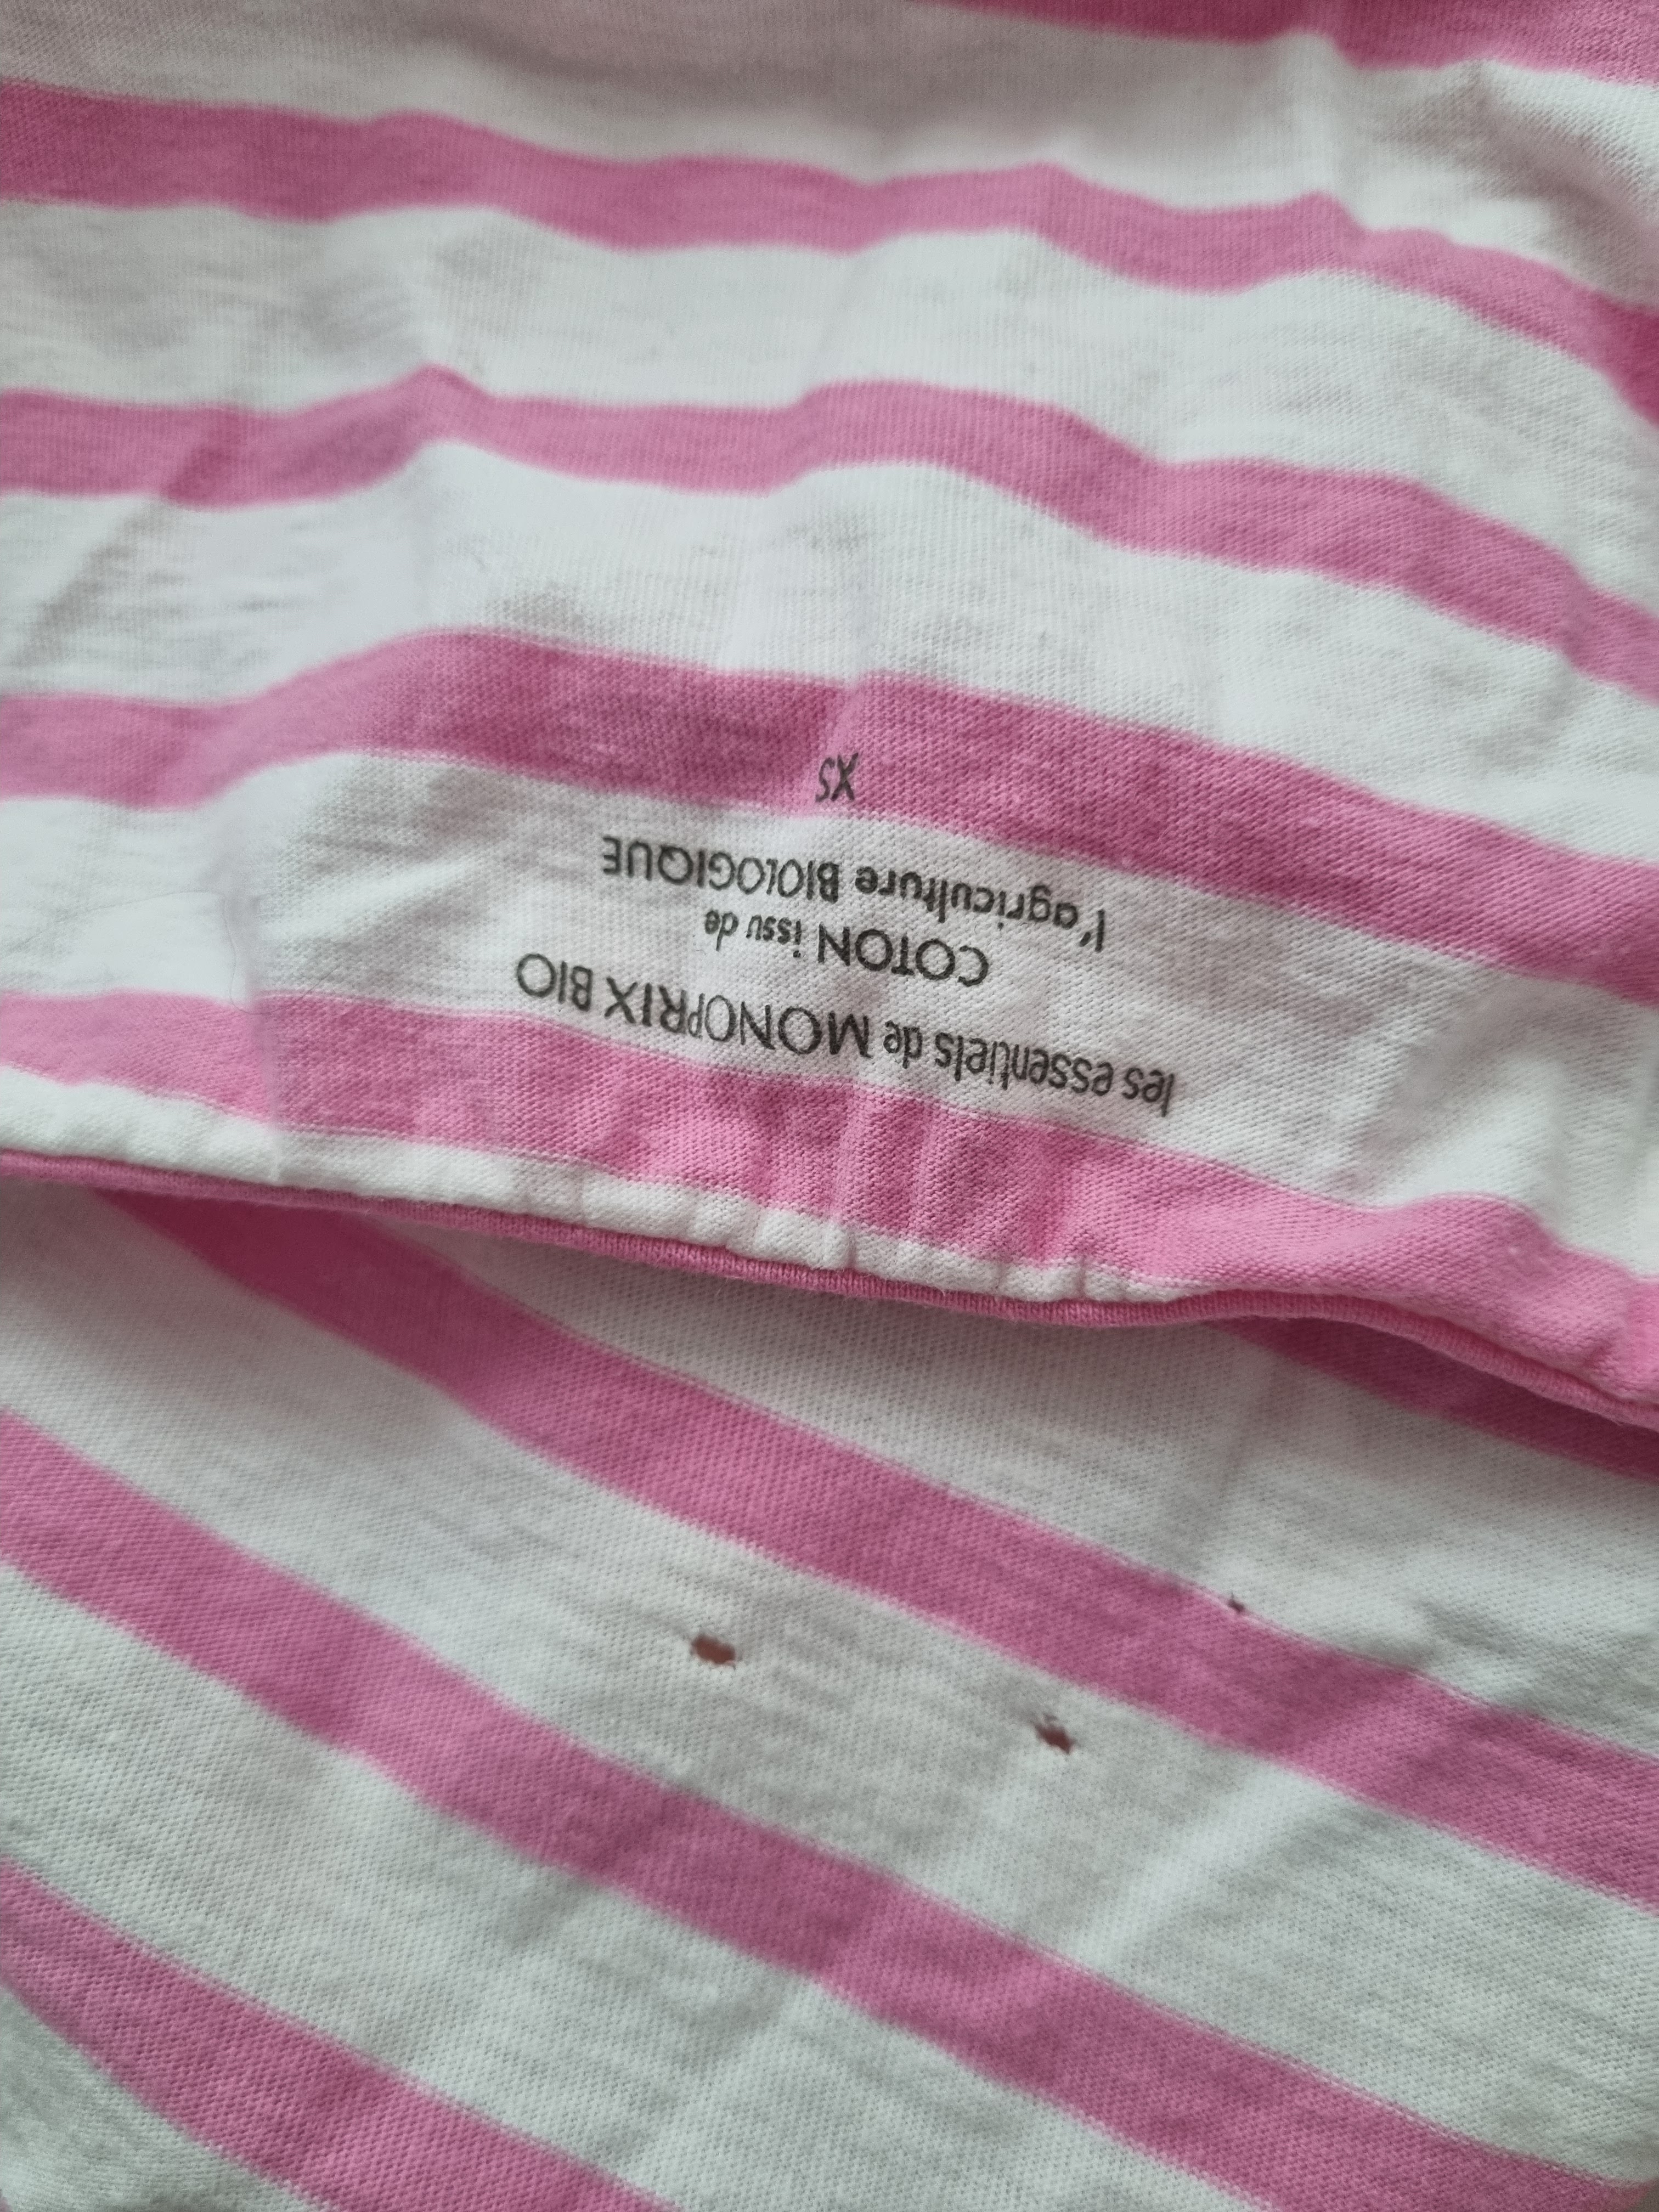 les essentiels de MONOPRIX BIO
COTON issu de
l'agriculture BIOLOGIQUE
XS